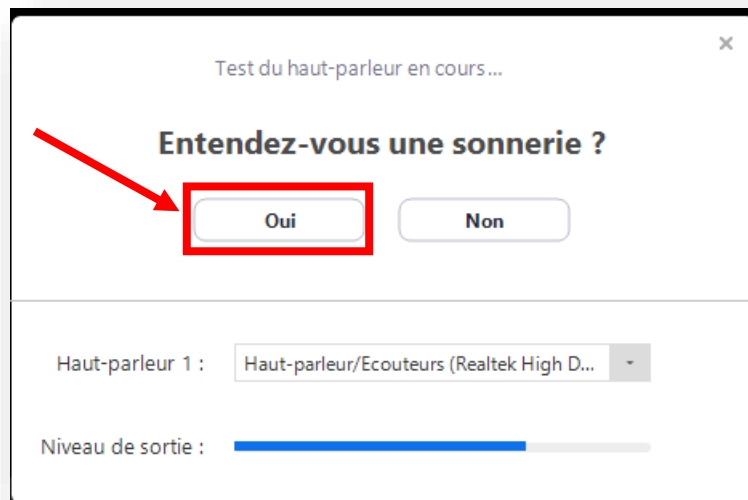 Test du haut-parleur en cours...
Entendez-vous une sonnerie ?
Oui Non
Haut-parleur 1 : Haut-parleur/Ecouteurs (Realtek High D...
Niveau de sortie :